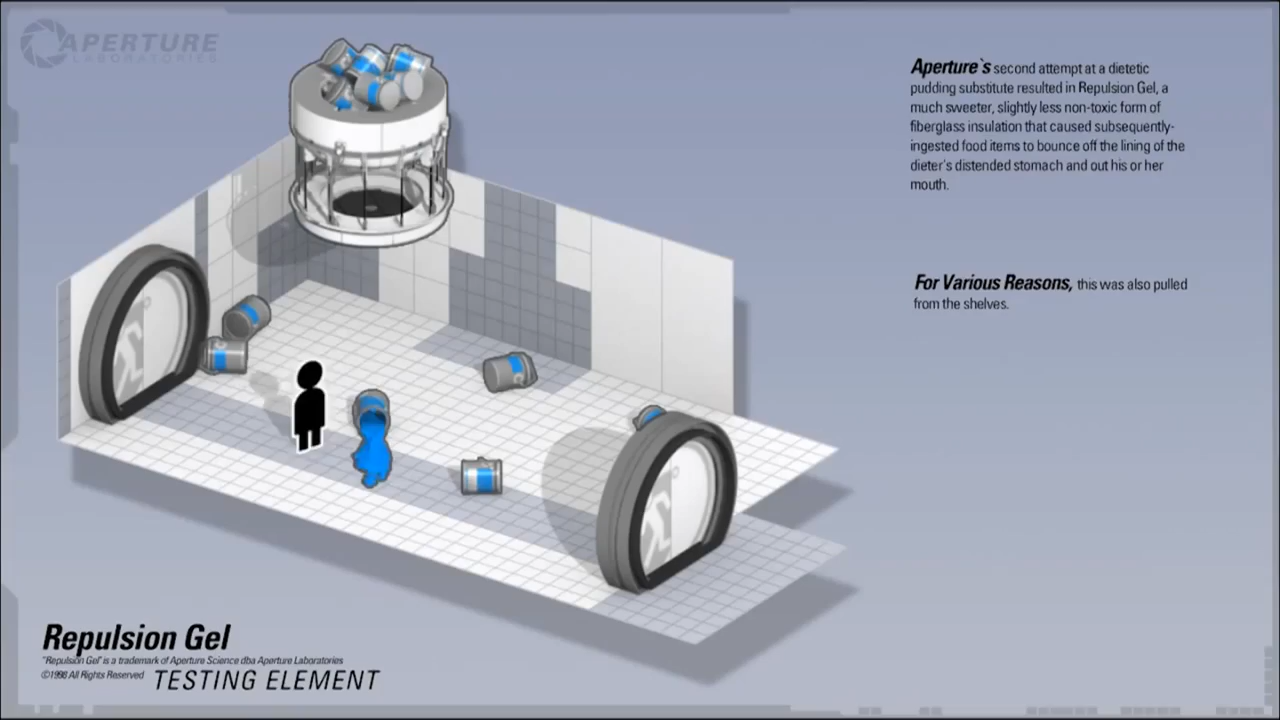 APERTURE
LABORATORIES
Aperture`s second attempt at a dietetic
pudding substitute resulted in Repulsion Gel, a
much sweeter, slightly less non-toxic form of
fiberglass insulation that caused subsequently-
ingested food items to bounce off the lining of the
dieter's distended stomach and out his or her
mouth.
For Various Reasons, this was also pulled
from the shelves.
Repulsion Gel
"Repulsion Gel" is a trademark of Aperture Science dba Aperture Laboratories
©1998 All Rights Reserved TESTING ELEMENT